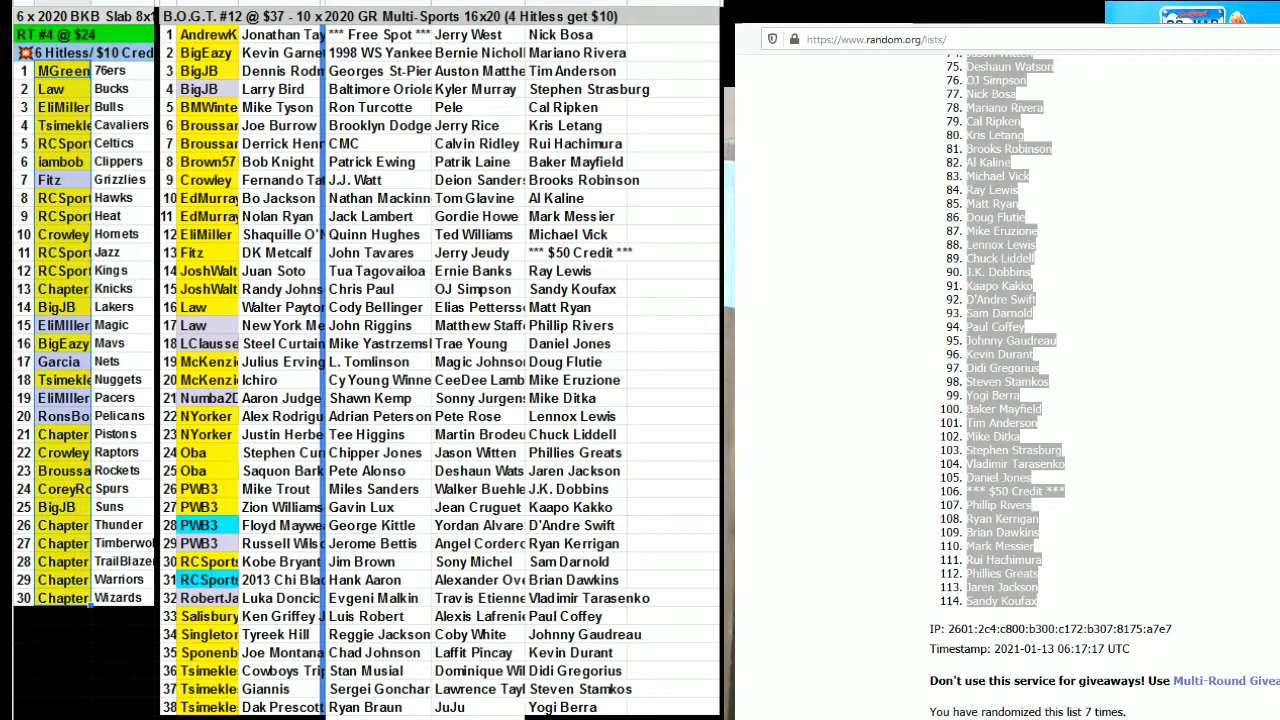 6 x 2020 BKB Slab 8x1
RT #4 @ $24
6 Hitless/ $10 Cred
1 MGreen 76ers
2 Law Bucks
3 EliMiller Bulls
4 Tsimekle Cavaliers
5 RCSport Celtics
6 iambob Clippers
7 Fitz Grizzlies
8 RCSport Hawks
9 RCSport Heat
10 Crowley Hornets
11 RCSport Jazz
12 RCSport Kings
13 Chapter Knicks
14 BigJB Lakers
15 EliMIller Magic
16 BigEazy Mavs
17 Garcia Nets
18 Tsimekle Nuggets
19 EliMiller Pacers
20 RonsBo Pelicans
21 Chapter Pistons
22 Crowley Raptors
23 Broussa Rockets
24 CoreyRo Spurs
25 BigJB Suns
26 Chapter Thunder
27 Chapter Timberwo
28 Chapter TrailBlazer
29 Chapter Warriors
30 Chapter Wizards
B.O.G.T. #12 @ $37 - 10 x 2020 GR Multi-Sports 16x20 (4 Hitless get $10)
1 AndrewK Jonathan Tay *** Free Spot *** Jerry West Nick Bosa
2 BigEazy Kevin Garne 1998 WS Yankee Bernie Nicholl Mariano Rivera
3 BigJB Dennis Rodn Georges St-Pier Auston Matthe Tim Anderson
4 BigJB Larry Bird Baltimore Oriole Kyler Murray Stephen Strasburg
5 BMWinte Mike Tyson Ron Turcotte Pele Cal Ripken
6 Broussar Joe Burrow Brooklyn Dodge Jerry Rice Kris Letang
7 Broussar Derrick Henr CMC Calvin Ridley Rui Hachimura
8 Brown57 Bob Knight Patrick Ewing Patrik Laine Baker Mayfield
9 Crowley Fernando Tat J.J. Watt Deion Sanders Brooks Robinson
10 EdMurray Bo Jackson Nathan Mackinn Tom Glavine Al Kaline
11 EdMurray Nolan Ryan Jack Lambert Gordie Howe Mark Messier
12 EliMiller Shaquille O'N Quinn Hughes Ted Williams Michael Vick
13 Fitz DK Metcalf John Tavares Jerry Jeudy *** $50 Credit ***
14 JoshWalt Juan Soto Tua Tagovailoa Ernie Banks Ray Lewis
15 JoshWalt Randy Johns Chris Paul OJ Simpson Sandy Koufax
16 Law Walter Payton Cody Bellinger Elias Petterss Matt Ryan
17 Law New York Me John Riggins Matthew Staff Phillip Rivers
18 LClausse Steel Curtain Mike Yastrzems Trae Young Daniel Jones
19 McKenzie Julius Erving L. Tomlinson Magic Johnson Doug Flutie
20 McKenzie Ichiro Cy Young Winne CeeDee Lamb Mike Eruzione
21 Numba2D Aaron Judge Shawn Kemp Sonny Jurgens Mike Ditka
22 NYorker Alex Rodrigu Adrian Peterson Pete Rose Lennox Lewis
23 NYorker Justin Herbe Tee Higgins Martin Brodeu Chuck Liddell
24 Oba Stephen Cur Chipper Jones Jason Witten Phillies Greats
25 Oba Saquon Bark Pete Alonso Deshaun Wats Jaren Jackson
26 PWB3 Mike Trout Miles Sanders Walker Buehle J.K. Dobbins
27 PWB3 Zion Williams Gavin Lux Jean Cruguet Kaapo Kakko
28 PWB3 Floyd Maywea George Kittle Yordan Alvare D'Andre Swift
29 PWB3 Russell Wilso Jerome Bettis Angel Cordero Ryan Kerrigan
30 RCSports Kobe Bryant Jim Brown Sony Michel Sam Darnold
31 RCSports 2013 Chi Blac Hank Aaron Alexander Ove Brian Dawkins
32 RobertJa Luka Doncic Evgeni Malkin Travis Etienne Vladimir Tarasenko
33 Salisbury Ken Griffey J Luis Robert Alexis Lafrenie Paul Coffey
34 Singleton Tyreek Hill Reggie Jackson Coby White Johnny Gaudreau
35 Sponenb Joe Montana Chad Johnson Laffit Pincay Kevin Durant
36 Tsimekle Cowboys Trip Stan Musial Dominique Wil Didi Gregorius
37 Tsimekle Giannis Sergei Gonchar Lawrence Tayl Steven Stamkos
38 Tsimekle Dak Prescott Ryan Braun JuJu Yogi Berra
https://www.random.org/lists/
75. Deshaun Watson
76. OJ Simpson
77. Nick Bosa
78. Mariano Rivera
79. Cal Ripken
80. Kris Letang
81. Brooks Robinson
82. Al Kaline
83. Michael Vick
84. Ray Lewis
85. Matt Ryan
86. Doug Flutie
87. Mike Eruzione
88. Lennox Lewis
89. Chuck Liddell
90. J.K. Dobbins
91. Kaapo Kakko
92. D'Andre Swift
93. Sam Darnold
94. Paul Coffey
95. Johnny Gaudreau
96. Kevin Durant
97. Didi Gregorius
98. Steven Stamkos
99. Yogi Berra
100. Baker Mayfield
101. Tim Anderson
102. Mike Ditka
103. Stephen Strasburg
104. Vladimir Tarasenko
105. Daniel Jones
106. *** $50 Credit ***
107. Phillip Rivers
108. Ryan Kerrigan
109. Brian Dawkins
110. Mark Messier
111. Rui Hachimura
112. Phillies Greats
113. Jaren Jackson
114. Sandy Koufax
IP: 2601:2c4:c800:b300:c172:b307:8175:a7e7
Timestamp: 2021-01-13 06:17:17 UTC
Don't use this service for giveaways! Use Multi-Round Givea
You have randomized this list 7 times.